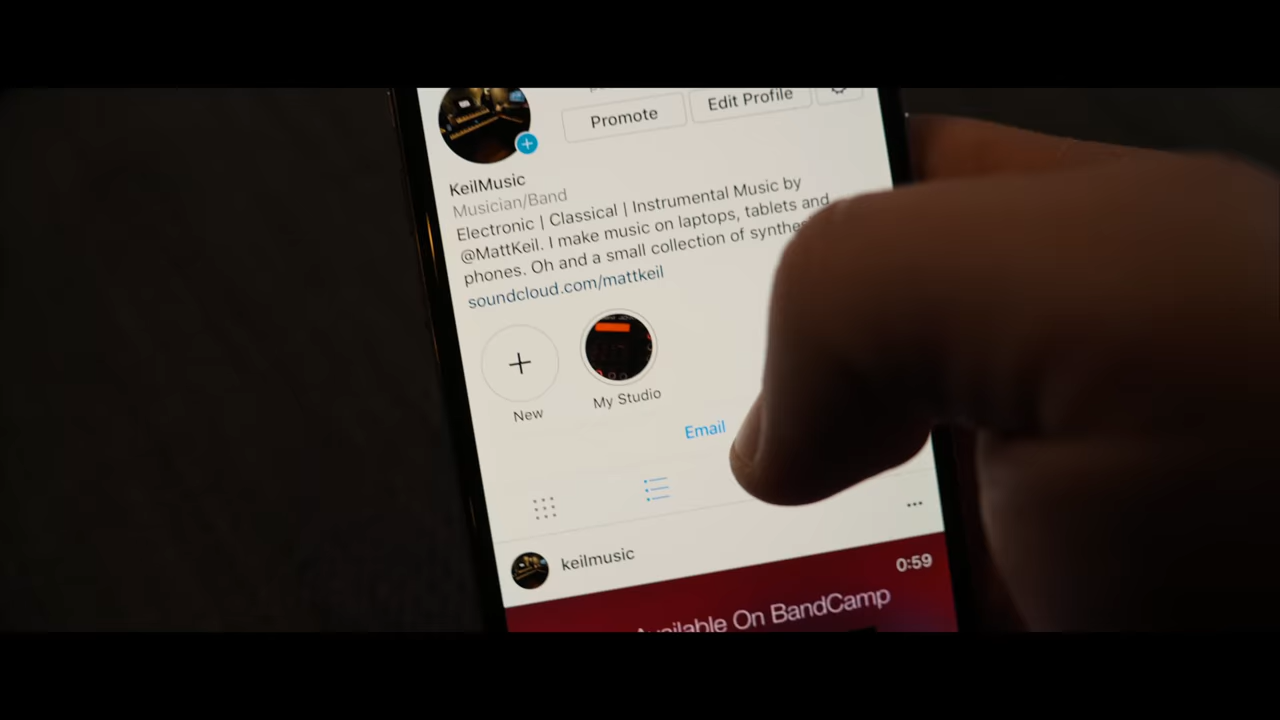 Promote
Edit Profile
KeilMusic
Musician/Band
Electronic | Classical | Instrumental Music by
@MattKeil. I make music on laptops, tablets and
phones. Oh and a small collection of
soundcloud.com/mattkeil
New
My Studio
Email
keilmusic
0:59
Available On BandCamp